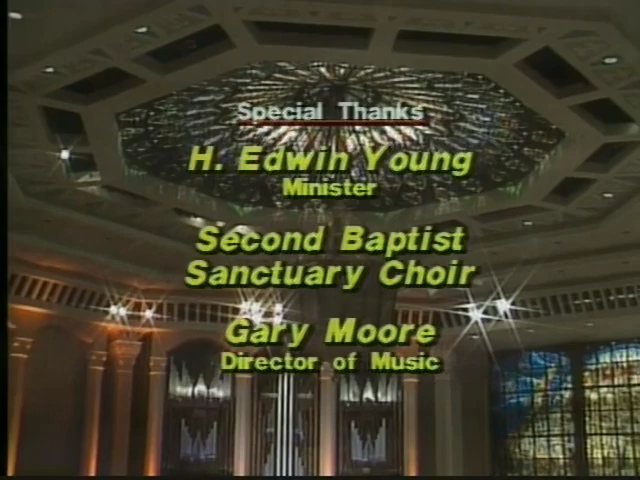 Special Thanks
H. Edwin Young
Minister
Second Baptist
Sanctuary Choir
Gary Moore
Director of Music